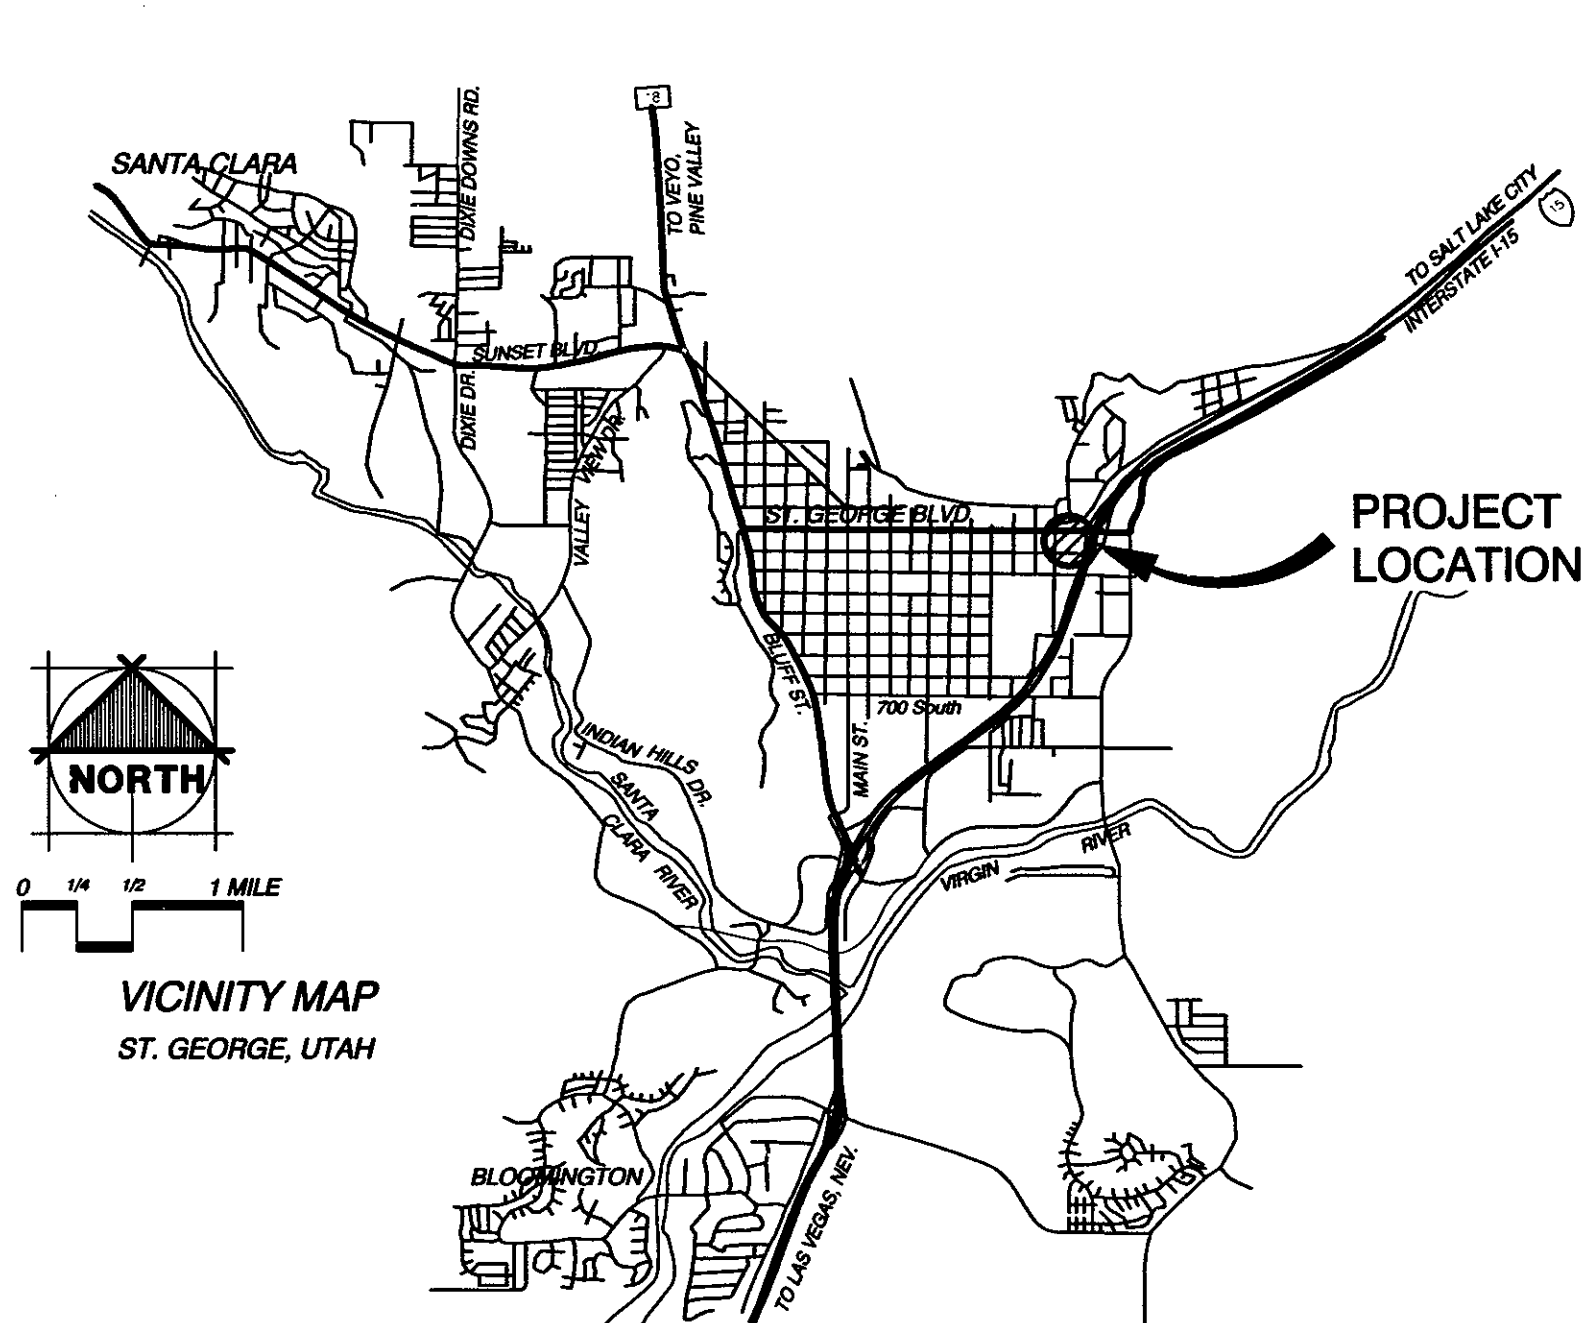 SANTA CLARA
DIXIE DOWNS RD.
TO VEYO,
PINE VALLEY
TO SALT LAKE CITY
INTERSTATE I-15
15
SUNSET BLVD
DIXIE DR.
VALLEY VIEW DR.
ST. GEORGE BLVD
PROJECT
LOCATION
BLUFF ST.
700 South
MAIN ST.
INDIAN HILLS DR.
SANTA
CLARA RIVER
VIRGIN RIVER
NORTH
0 1/4 1/2 1 MILE
VICINITY MAP
ST. GEORGE, UTAH
BLOOMINGTON
TO LAS VEGAS, NEV.